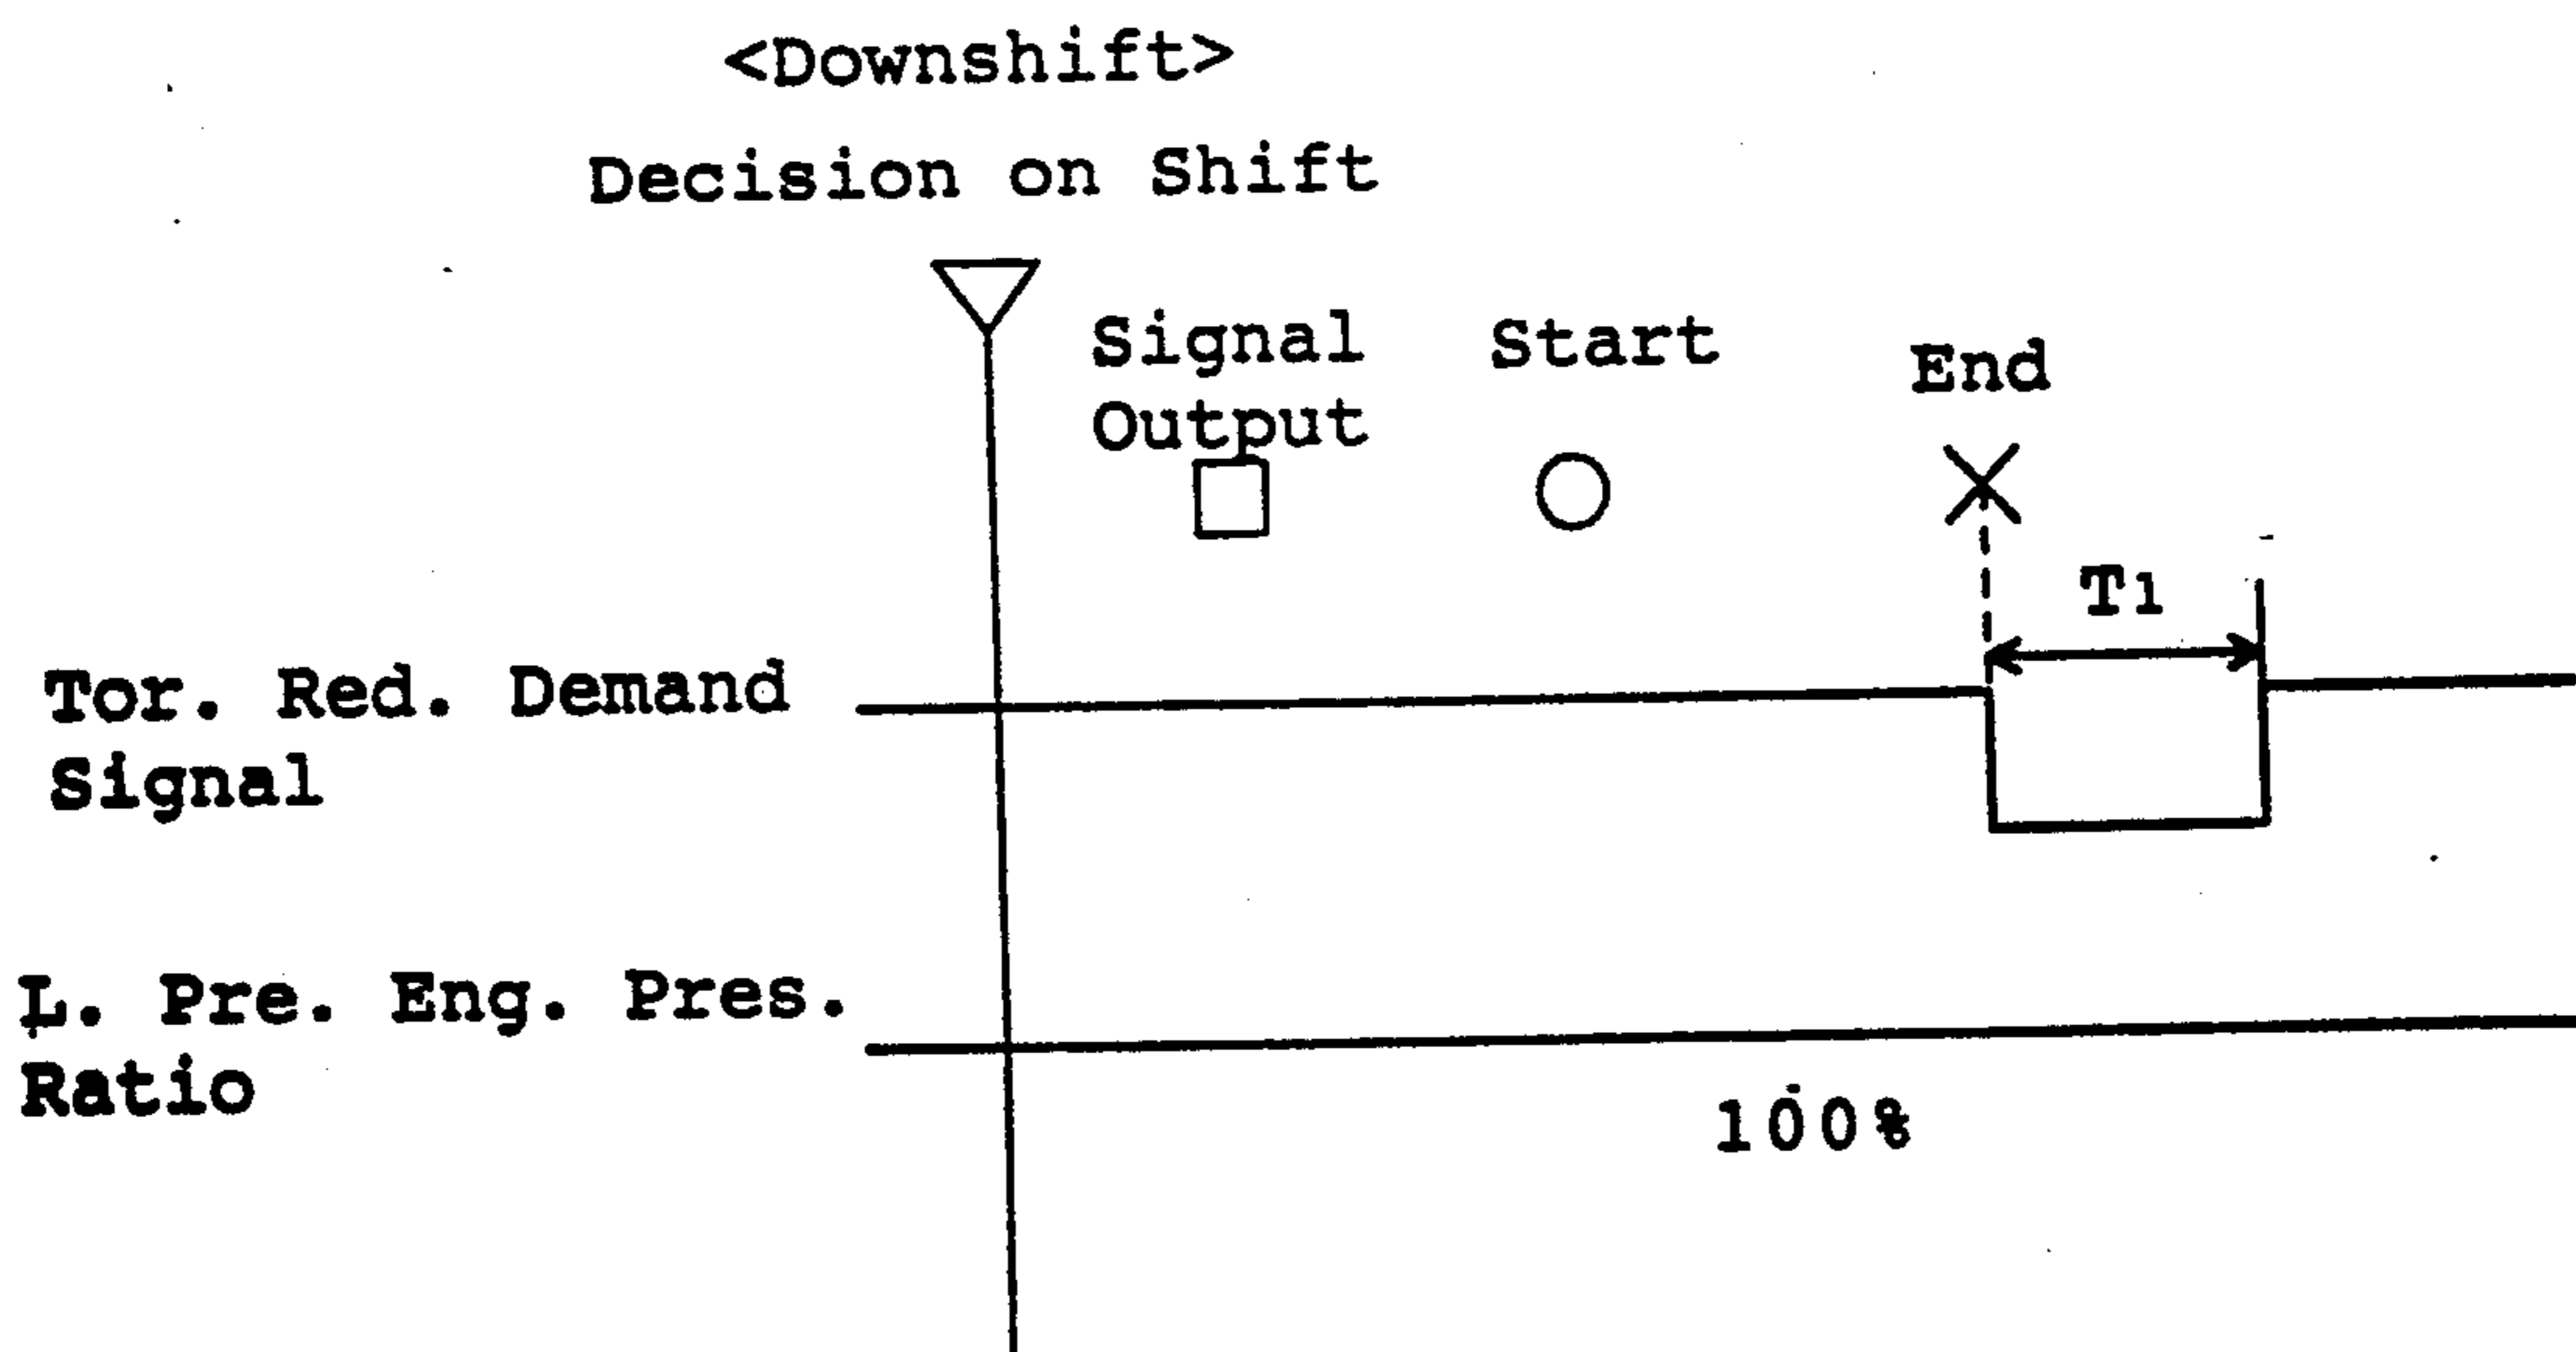 <Downshift>
Decision on Shift
Signal
Output
Start
End
T1
Tor. Red. Demand
Signal
L. Pre. Eng. Pres.
Ratio
100%